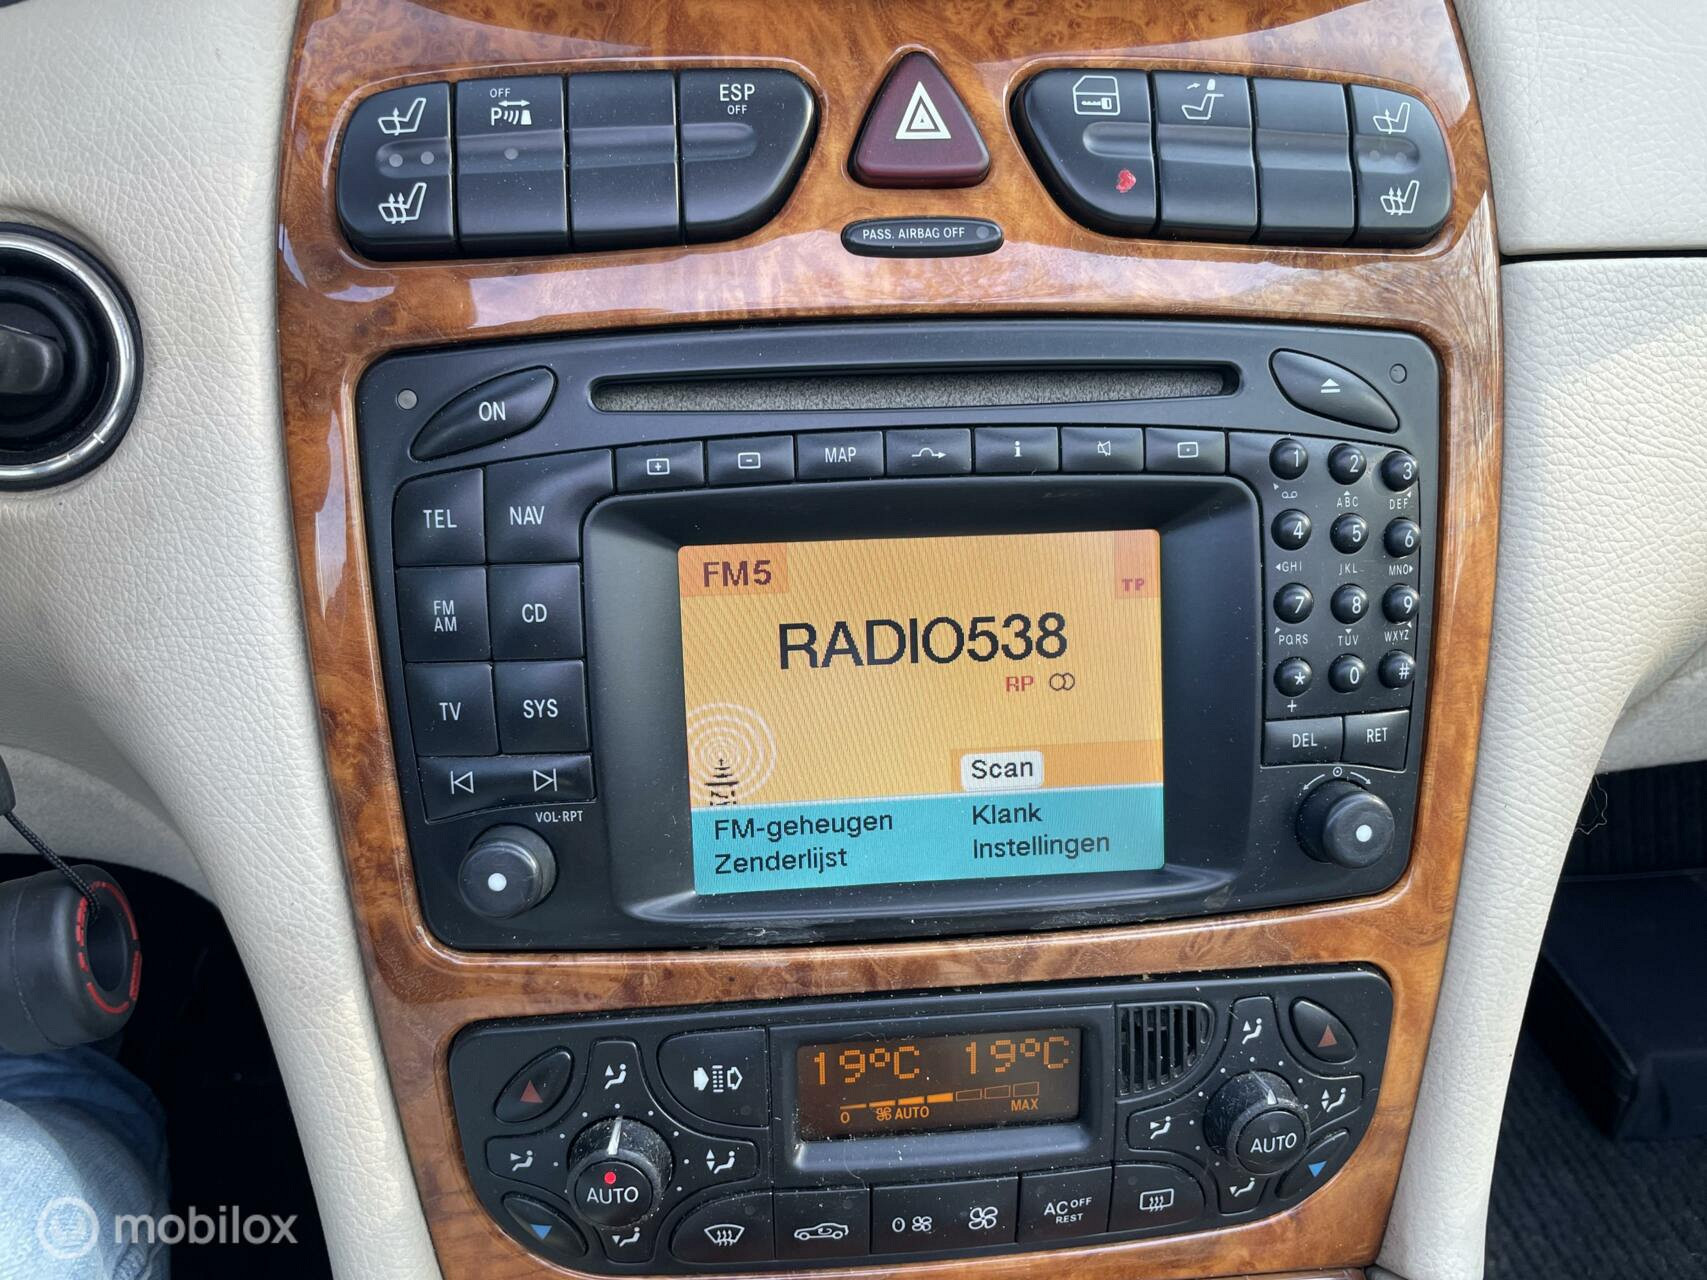 OFF
P
ESP
OFF
PASS. AIRBAG OFF
ON
MAP
i
TEL
NAV
FM
AM
CD
TV
SYS
VOL·RPT
1
2
3
ABC
DEF
4
5
6
GHI
JKL
MNO
7
8
9
PQRS
TUV
WXYZ
*
0
#
+
DEL
RET
FM5
TP
RADIO538
RP
Scan
FM-geheugen
Klank
Zenderlijst
Instellingen
19°C 19°C
0
AUTO
MAX
AUTO
AUTO
0
AC OFF
REST
mobilox